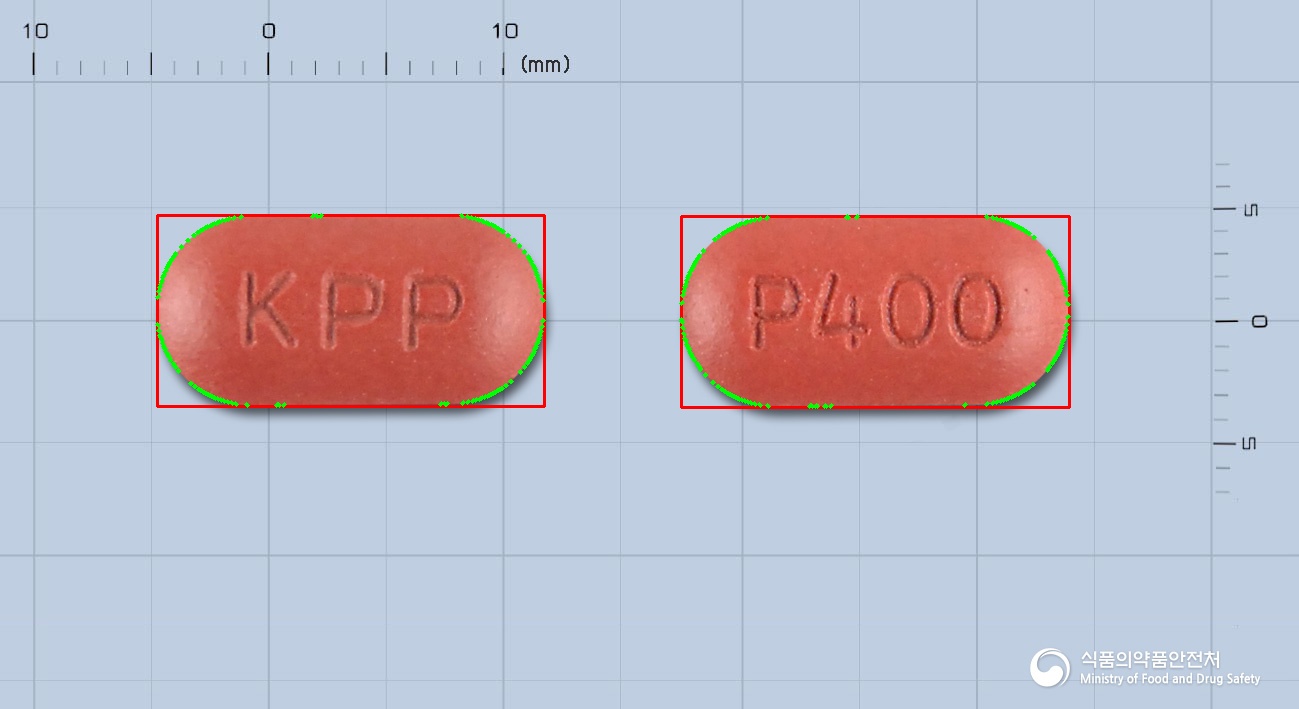 10 0 10
(mm)
KPP
P400
5
0
5
식품의약품안전처
Ministry of Food and Drug Safety